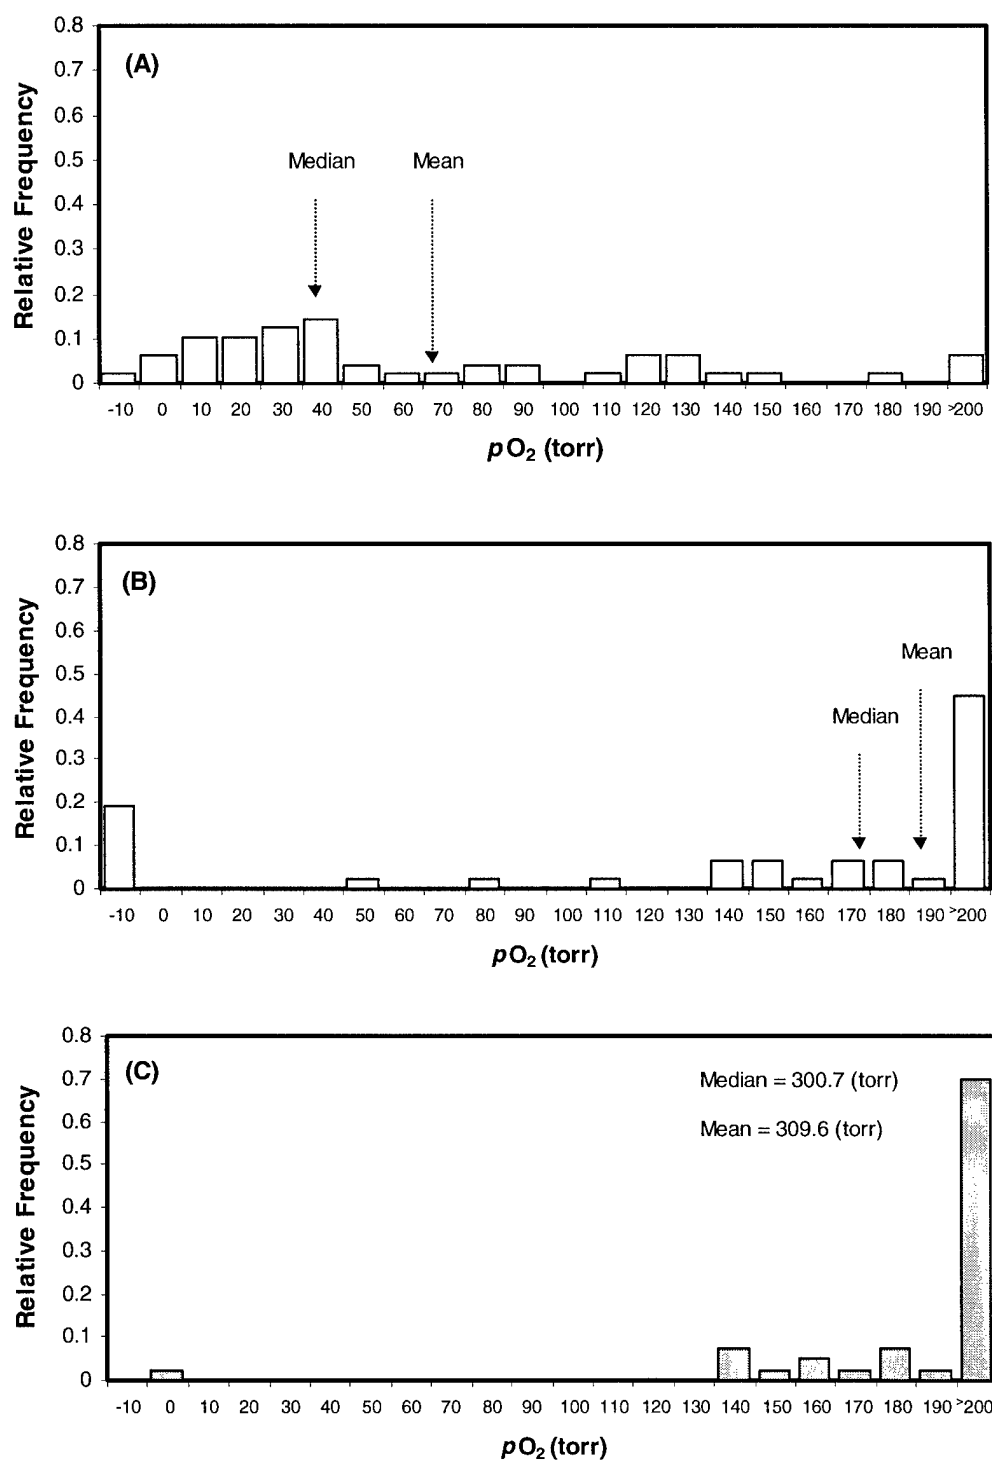 0.8
(A)
0.7
0.6
0.5
Median Mean
0.4
0.3
0.2
0.1
0
Relative Frequency
-10 0 10 20 30 40 50 60 70 80 90 100 110 120 130 140 150 160 170 180 190 >200
pO2 (torr)
0.8
(B)
0.7
0.6
Mean
0.5
0.4
Median
0.3
0.2
0.1
0
Relative Frequency
-10 0 10 20 30 40 50 60 70 80 90 100 110 120 130 140 150 160 170 180 190 >200
pO2 (torr)
0.8
(C)
0.7
Median = 300.7 (torr)
0.6
Mean = 309.6 (torr)
0.5
0.4
0.3
0.2
0.1
0
Relative Frequency
-10 0 10 20 30 40 50 60 70 80 90 100 110 120 130 140 150 160 170 180 190 >200
pO2 (torr)